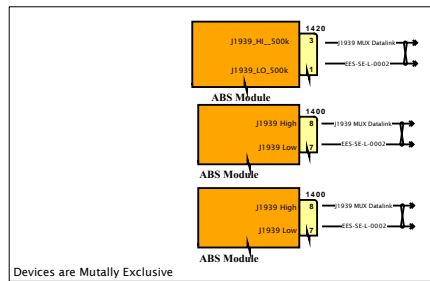 1420
J1939_HI__500k 3 J1939 MUX Datalink
EES-SE-L-0002
J1939_LO_500k 1
ABS Module
1400
J1939 High 8 J1939 MUX Datalink
J1939 Low 7 EES-SE-L-0002
ABS Module
1400
J1939 High 8 J1939 MUX Datalink
J1939 Low 7 EES-SE-L-0002
ABS Module
Devices are Mutally Exclusive